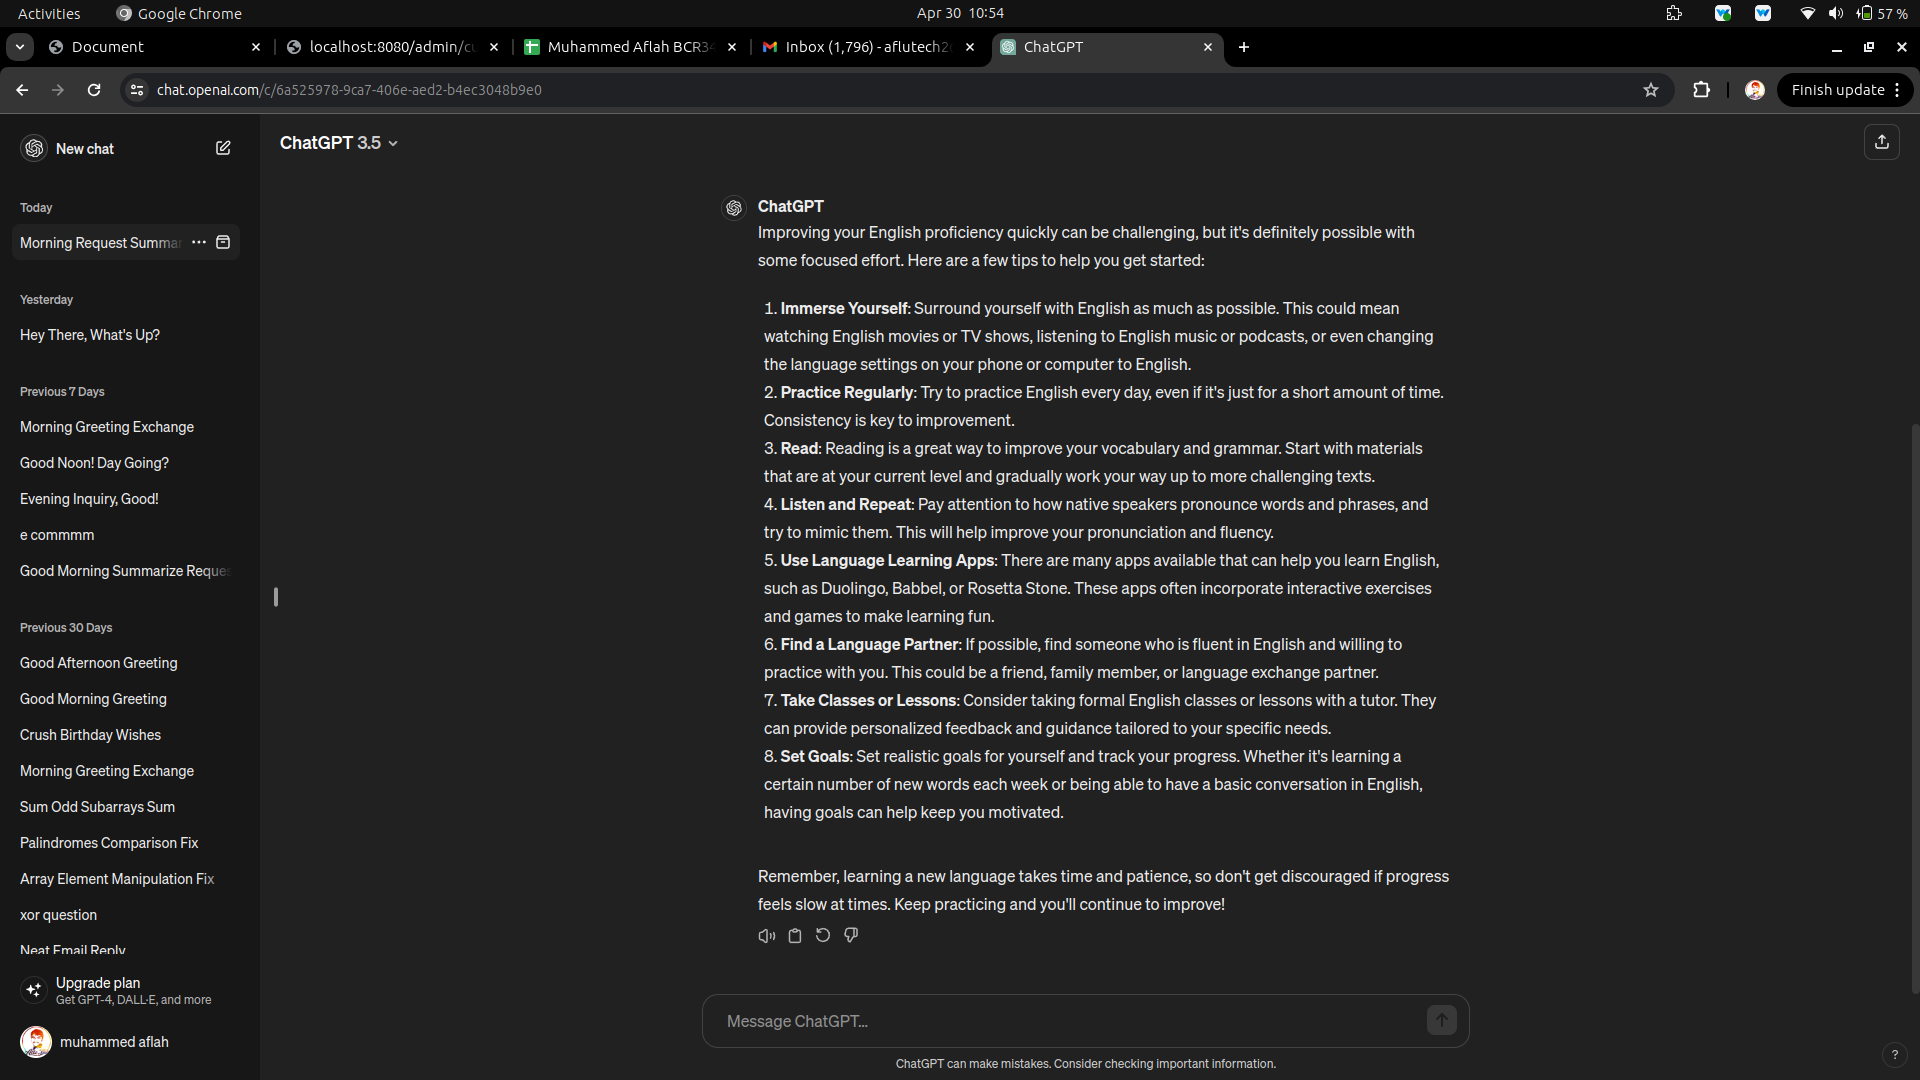 Activities
Google Chrome
Apr 30 10:54
57 %
Document
localhost:8080/admin/cu
Muhammed Aflah BCR34
Inbox (1,796) - aflutech2
ChatGPT
chat.openai.com/c/6a525978-9ca7-406e-aed2-b4ec3048b9e0
Finish update
New chat
ChatGPT 3.5
Today
Morning Request Summar
Yesterday
Hey There, What's Up?
Previous 7 Days
Morning Greeting Exchange
Good Noon! Day Going?
Evening Inquiry, Good!
e commmm
Good Morning Summarize Reques
Previous 30 Days
Good Afternoon Greeting
Good Morning Greeting
Crush Birthday Wishes
Morning Greeting Exchange
Sum Odd Subarrays Sum
Palindromes Comparison Fix
Array Element Manipulation Fix
xor question
Neat Email Reply
Upgrade plan
Get GPT-4, DALL·E, and more
muhammed aflah
ChatGPT
Improving your English proficiency quickly can be challenging, but it's definitely possible with
some focused effort. Here are a few tips to help you get started:
1. Immerse Yourself: Surround yourself with English as much as possible. This could mean
watching English movies or TV shows, listening to English music or podcasts, or even changing
the language settings on your phone or computer to English.
2. Practice Regularly: Try to practice English every day, even if it's just for a short amount of time.
Consistency is key to improvement.
3. Read: Reading is a great way to improve your vocabulary and grammar. Start with materials
that are at your current level and gradually work your way up to more challenging texts.
4. Listen and Repeat: Pay attention to how native speakers pronounce words and phrases, and
try to mimic them. This will help improve your pronunciation and fluency.
5. Use Language Learning Apps: There are many apps available that can help you learn English,
such as Duolingo, Babbel, or Rosetta Stone. These apps often incorporate interactive exercises
and games to make learning fun.
6. Find a Language Partner: If possible, find someone who is fluent in English and willing to
practice with you. This could be a friend, family member, or language exchange partner.
7. Take Classes or Lessons: Consider taking formal English classes or lessons with a tutor. They
can provide personalized feedback and guidance tailored to your specific needs.
8. Set Goals: Set realistic goals for yourself and track your progress. Whether it's learning a
certain number of new words each week or being able to have a basic conversation in English,
having goals can help keep you motivated.
Remember, learning a new language takes time and patience, so don't get discouraged if progress
feels slow at times. Keep practicing and you'll continue to improve!
Message ChatGPT...
ChatGPT can make mistakes. Consider checking important information.
?